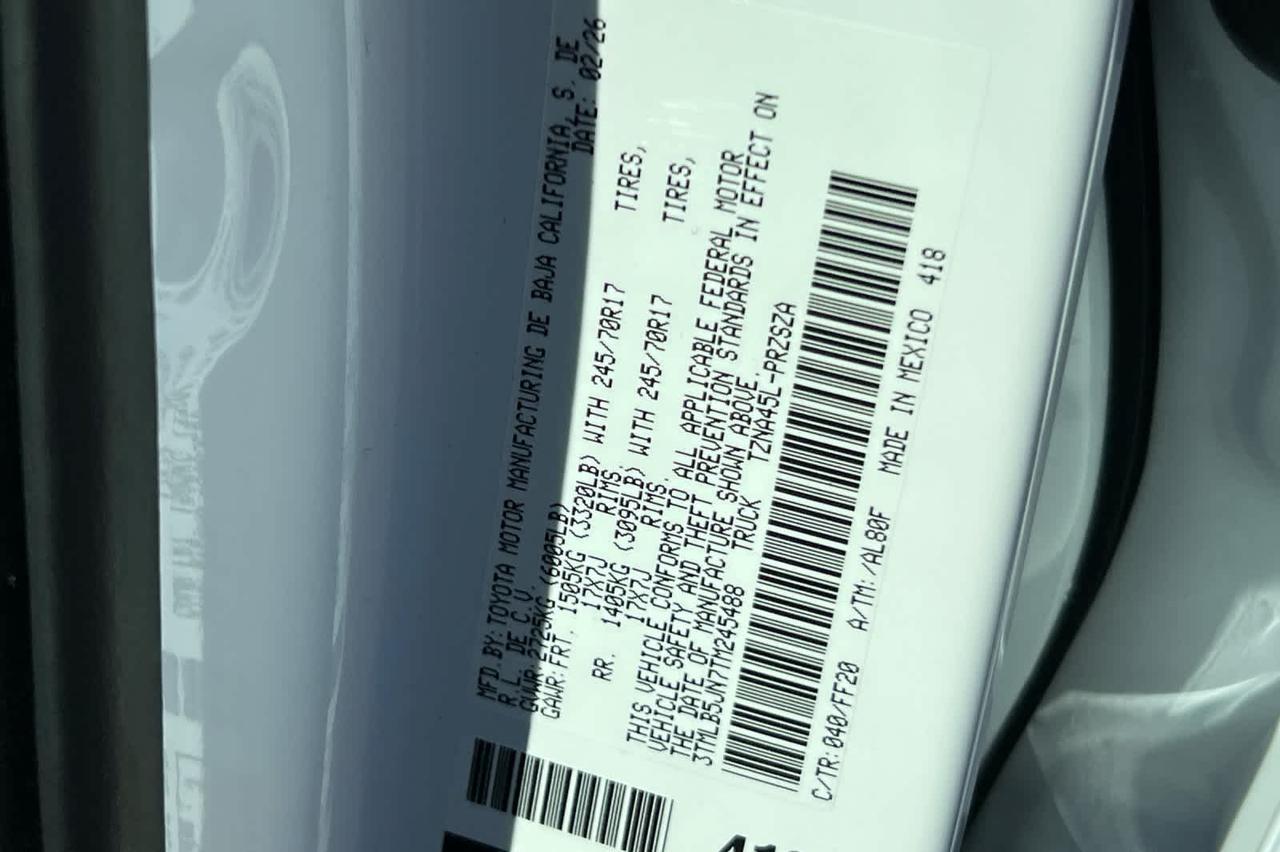 MFD.BY:TOYOTA MOTOR MANUFACTURING DE BAJA CALIFORNIA, S. DE
R.L. DE C.V. DATE: 02/26
GVWR:2725KG (6005LB)
GAWR:FRT. 1505KG (3320LB) WITH 245/70R17 TIRES,
17X7J RIMS,
RR. 1405KG (3095LB) WITH 245/70R17 TIRES,
17X7J RIMS.
THIS VEHICLE CONFORMS TO ALL APPLICABLE FEDERAL MOTOR
VEHICLE SAFETY AND THEFT PREVENTION STANDARDS IN EFFECT ON
THE DATE OF MANUFACTURE SHOWN ABOVE.
3TMLB5JN7TM245488 TRUCK TZNA45L-PRZSZA
C/TR:040/FF20 A/TM:/AL80F MADE IN MEXICO 418